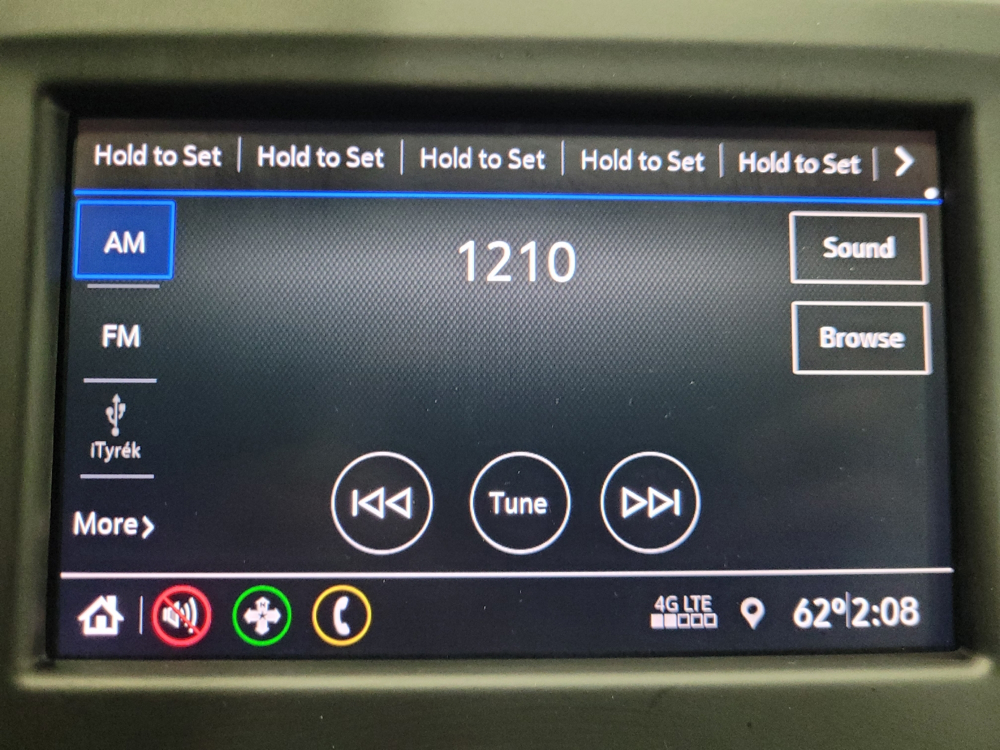 Hold to Set | Hold to Set | Hold to Set | Hold to Set | Hold to Set |
AM
1210
Sound
FM
Browse
iTyrék
Tune
More
4G LTE
62° 2:08